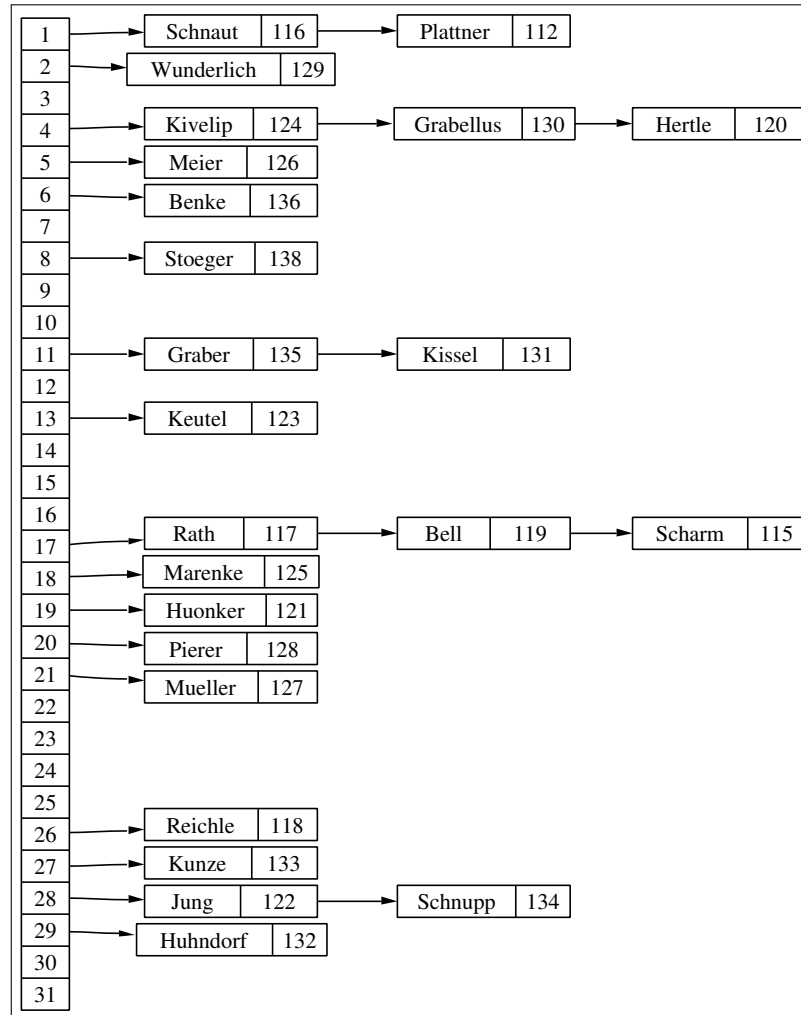 1 Schnaut 116 Plattner 112
2 Wunderlich 129
3
4 Kivelip 124 Grabellus 130 Hertle 120
5 Meier 126
6 Benke 136
7
8 Stoeger 138
9
10
11 Graber 135 Kissel 131
12
13 Keutel 123
14
15
16
17 Rath 117 Bell 119 Scharm 115
18 Marenke 125
19 Huonker 121
20 Pierer 128
21 Mueller 127
22
23
24
25
26 Reichle 118
27 Kunze 133
28 Jung 122 Schnupp 134
29 Huhndorf 132
30
31